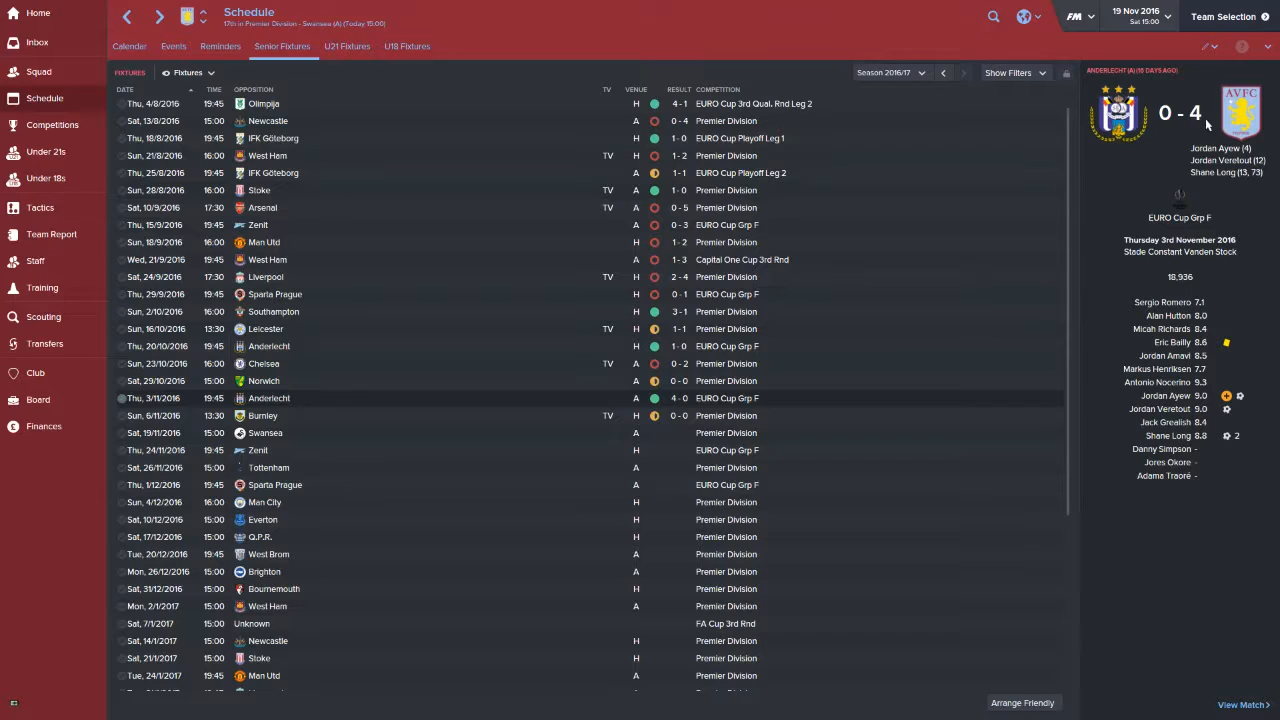 Home
Inbox
Squad
Schedule
Competitions
Under 21s
Under 18s
Tactics
Team Report
Staff
Training
Scouting
Transfers
Club
Board
Finances
Schedule
17th in Premier Division - Swansea (A) (Today 15:00)
FM
19 Nov 2016
Sat 15:00
Team Selection
Calendar Events Reminders Senior Fixtures U21 Fixtures U18 Fixtures
FIXTURES Fixtures Season 2016/17 Show Filters
DATE TIME OPPOSITION TV VENUE RESULT COMPETITION
Thu, 4/8/2016 19:45 Olimpija H 4 - 1 EURO Cup 3rd Qual. Rnd Leg 2
Sat, 13/8/2016 15:00 Newcastle A 0 - 4 Premier Division
Thu, 18/8/2016 19:45 IFK Göteborg H 1 - 0 EURO Cup Playoff Leg 1
Sun, 21/8/2016 16:00 West Ham TV H 1 - 2 Premier Division
Thu, 25/8/2016 19:45 IFK Göteborg A 1 - 1 EURO Cup Playoff Leg 2
Sun, 28/8/2016 16:00 Stoke TV A 1 - 0 Premier Division
Sat, 10/9/2016 17:30 Arsenal TV A 0 - 5 Premier Division
Thu, 15/9/2016 19:45 Zenit A 0 - 3 EURO Cup Grp F
Sun, 18/9/2016 16:00 Man Utd H 1 - 2 Premier Division
Wed, 21/9/2016 19:45 West Ham A 1 - 3 Capital One Cup 3rd Rnd
Sat, 24/9/2016 17:30 Liverpool TV H 2 - 4 Premier Division
Thu, 29/9/2016 19:45 Sparta Prague H 0 - 1 EURO Cup Grp F
Sun, 2/10/2016 16:00 Southampton H 3 - 1 Premier Division
Sun, 16/10/2016 13:30 Leicester TV H 1 - 1 Premier Division
Thu, 20/10/2016 19:45 Anderlecht H 1 - 0 EURO Cup Grp F
Sun, 23/10/2016 16:00 Chelsea TV A 0 - 2 Premier Division
Sat, 29/10/2016 15:00 Norwich A 0 - 0 Premier Division
Thu, 3/11/2016 19:45 Anderlecht A 4 - 0 EURO Cup Grp F
Sun, 6/11/2016 13:30 Burnley TV H 0 - 0 Premier Division
Sat, 19/11/2016 15:00 Swansea A Premier Division
Thu, 24/11/2016 19:45 Zenit H EURO Cup Grp F
Sat, 26/11/2016 15:00 Tottenham A Premier Division
Thu, 1/12/2016 19:45 Sparta Prague A EURO Cup Grp F
Sun, 4/12/2016 16:00 Man City H Premier Division
Sat, 10/12/2016 15:00 Everton H Premier Division
Sat, 17/12/2016 15:00 Q.P.R. H Premier Division
Tue, 20/12/2016 19:45 West Brom A Premier Division
Mon, 26/12/2016 15:00 Brighton A Premier Division
Sat, 31/12/2016 15:00 Bournemouth H Premier Division
Mon, 2/1/2017 15:00 West Ham A Premier Division
Sat, 7/1/2017 15:00 Unknown FA Cup 3rd Rnd
Sat, 14/1/2017 15:00 Newcastle H Premier Division
Sat, 21/1/2017 15:00 Stoke H Premier Division
Tue, 24/1/2017 19:45 Man Utd A Premier Division
Arrange Friendly
ANDERLECHT (A) (16 DAYS AGO)
0 - 4
AVFC
Jordan Ayew (4)
Jordan Veretout (12)
Shane Long (13, 73)
EURO Cup Grp F
Thursday 3rd November 2016
Stade Constant Vanden Stock
18,936
Sergio Romero 7.1
Alan Hutton 8.0
Micah Richards 8.4
Eric Bailly 8.6
Jordan Amavi 8.5
Markus Henriksen 7.7
Antonio Nocerino 9.3
Jordan Ayew 9.0
Jordan Veretout 9.0
Jack Grealish 8.4
Shane Long 8.8 2
Danny Simpson -
Jores Okore -
Adama Traoré -
View Match